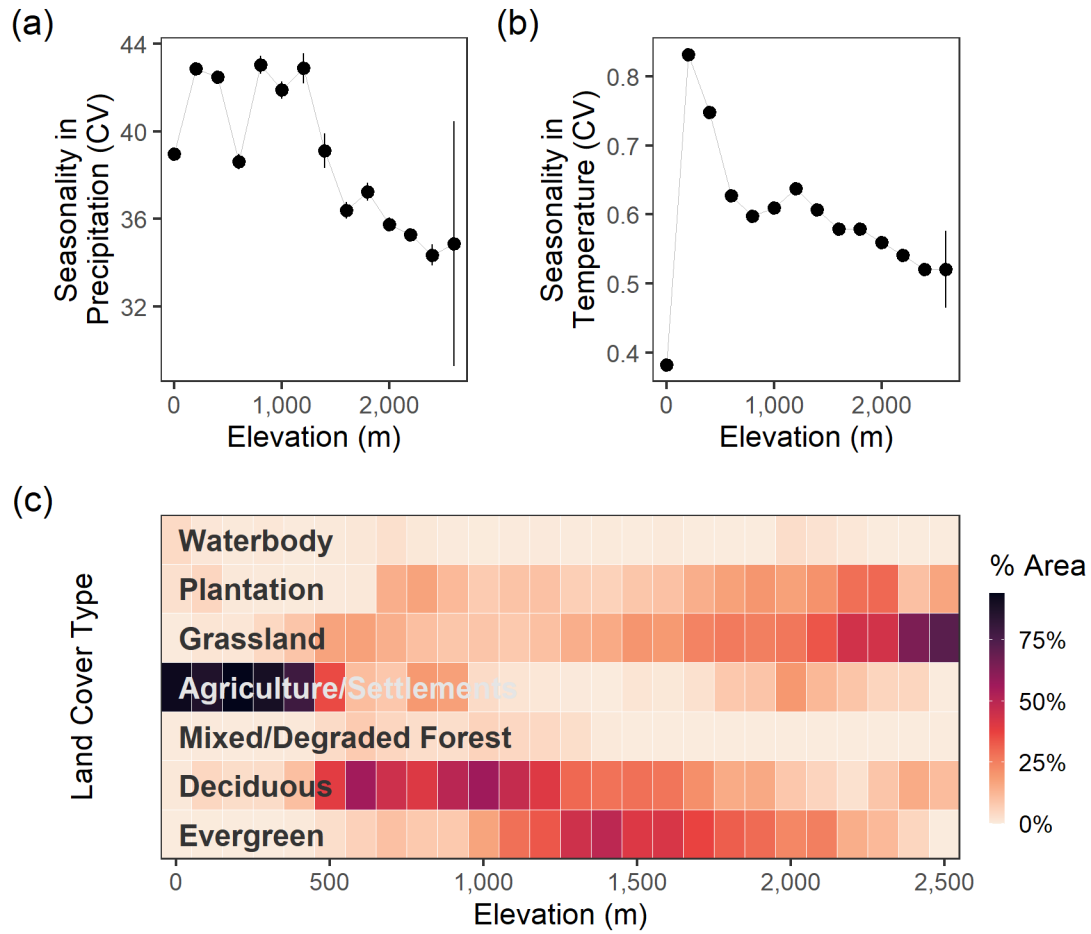 (a)
(b)
44
40
36
32
Seasonality in
Precipitation (CV)
0
1,000
2,000
Elevation (m)
0.8
0.7
0.6
0.5
0.4
Seasonality in
Temperature (CV)
0
1,000
2,000
Elevation (m)
(c)
Land Cover Type
Waterbody
Plantation
Grassland
Agriculture/Settlements
Mixed/Degraded Forest
Deciduous
Evergreen
0
500
1,000
1,500
2,000
2,500
Elevation (m)
% Area
75%
50%
25%
0%